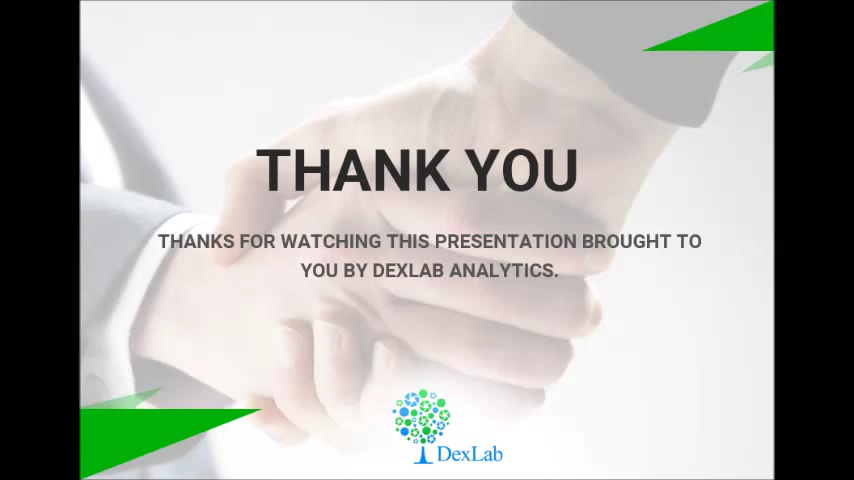 THANK YOU
THANKS FOR WATCHING THIS PRESENTATION BROUGHT TO
YOU BY DEXLAB ANALYTICS.
DexLab